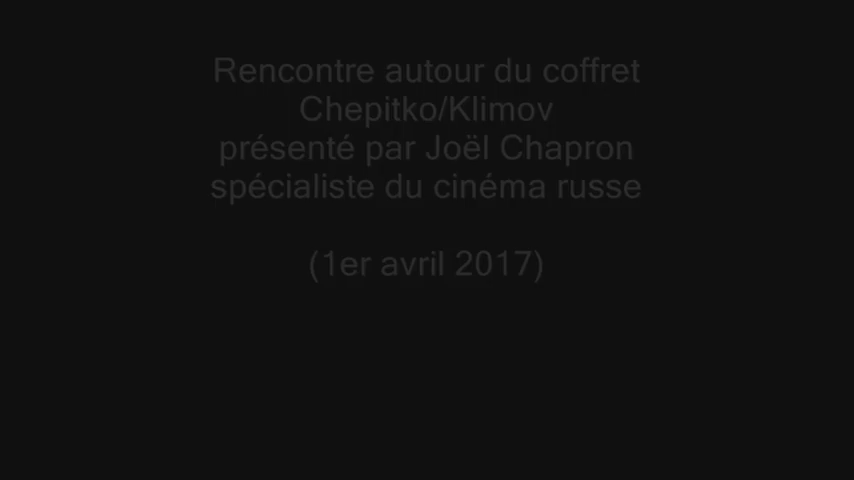 Rencontre autour du coffret
Chepitko/Klimov
présenté par Joël Chapron
spécialiste du cinéma russe
(1er avril 2017)